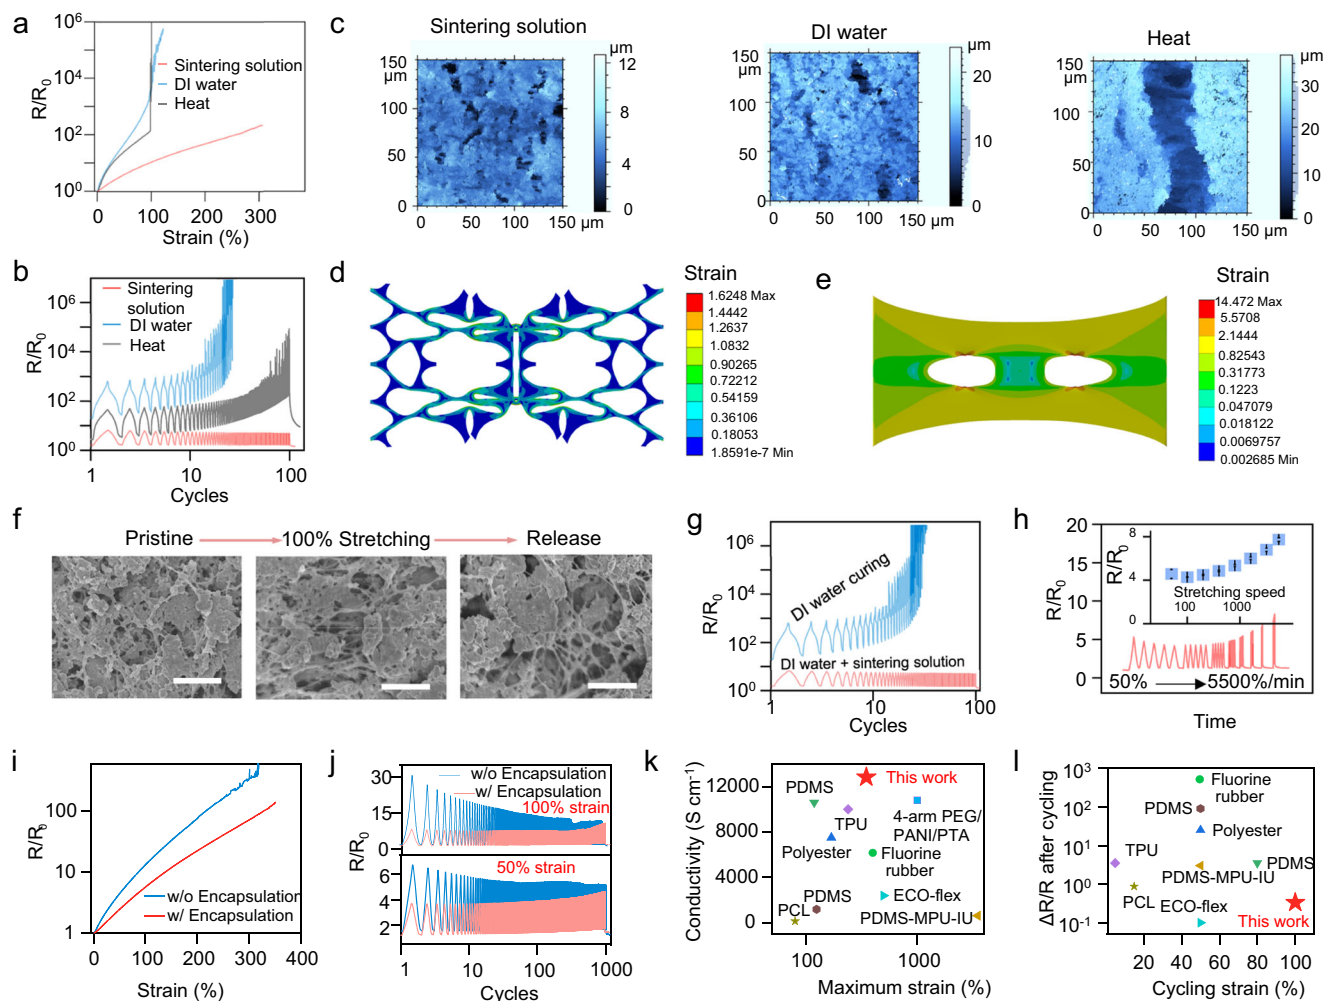 a
10⁶
10⁴
10²
10⁰
R/R₀
Sintering solution
DI water
Heat
0
100
200
300
Strain (%)
c
Sintering solution
150
µm
100
50
0
0
50
100
150
µm
µm
12
8
4
0
DI water
150
µm
100
50
0
0
50
100
150
µm
µm
20
10
0
Heat
150
µm
100
50
0
0
50
100
150
µm
µm
30
20
10
0
b
10⁶
10⁴
10²
10⁰
R/R₀
Sintering
solution
DI water
Heat
1
10
100
Cycles
d
Strain
1.6248 Max
1.4442
1.2637
1.0832
0.90265
0.72212
0.54159
0.36106
0.18053
1.8591e-7 Min
e
Strain
14.472 Max
5.5708
2.1444
0.82543
0.31773
0.1223
0.047079
0.018122
0.0069757
0.002685 Min
f
Pristine
100% Stretching
Release
g
10⁶
10⁴
10²
10⁰
R/R₀
DI water curing
DI water + sintering solution
1
10
100
Cycles
h
20
15
10
5
0
R/R₀
8
4
0
R/R₀
Stretching speed
100
1000
50%
5500%/min
Time
i
100
10
1
R/R₀
w/o Encapsulation
w/ Encapsulation
0
100
200
300
400
Strain (%)
j
30
15
0
w/o Encapsulation
w/ Encapsulation
100% strain
R/R₀
6
4
2
50% strain
1
10
100
1000
Cycles
k
12000
8000
4000
0
Conductivity (S cm⁻¹)
This work
PDMS
TPU
4-arm PEG/
PANI/PTA
Polyester
Fluorine
rubber
PDMS
ECO-flex
PCL
PDMS-MPU-IU
100
1000
Maximum strain (%)
l
10³
10²
10¹
10⁰
10⁻¹
ΔR/R after cycling
Fluorine
rubber
PDMS
Polyester
TPU
PDMS
PDMS-MPU-IU
PCL
ECO-flex
This work
20
40
60
80
100
Cycling strain (%)